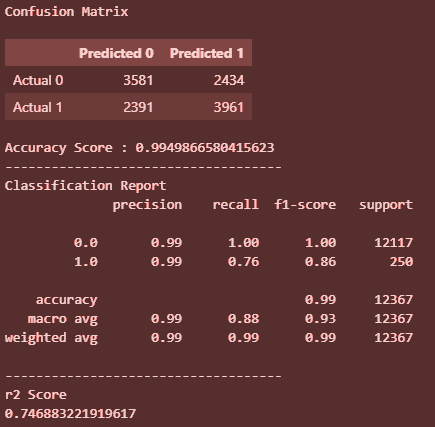 Confusion Matrix
Predicted 0 Predicted 1
Actual 0 3581 2434
Actual 1 2391 3961
Accuracy Score : 0.9949866580415623
-----------------------------------
Classification Report
precision recall f1-score support
0.0 0.99 1.00 1.00 12117
1.0 0.99 0.76 0.86 250
accuracy 0.99 12367
macro avg 0.99 0.88 0.93 12367
weighted avg 0.99 0.99 0.99 12367
-----------------------------------
r2 Score
0.746883221919617